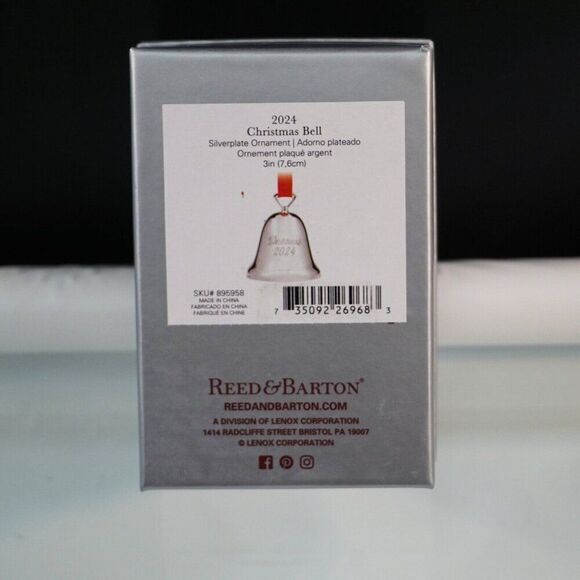 2024
Christmas Bell
Silverplate Ornament | Adorno plateado
Ornement plaqué argent
3in (7,6cm)
Christmas
2024
SKU# 895958
MADE IN CHINA
FABRICADO EN CHINA
FABRIQUÉ EN CHINE
7 35092 26968 3
REED & BARTON®
REEDANDBARTON.COM
A DIVISION OF LENOX CORPORATION
1414 RADCLIFFE STREET BRISTOL PA 19007
© LENOX CORPORATION